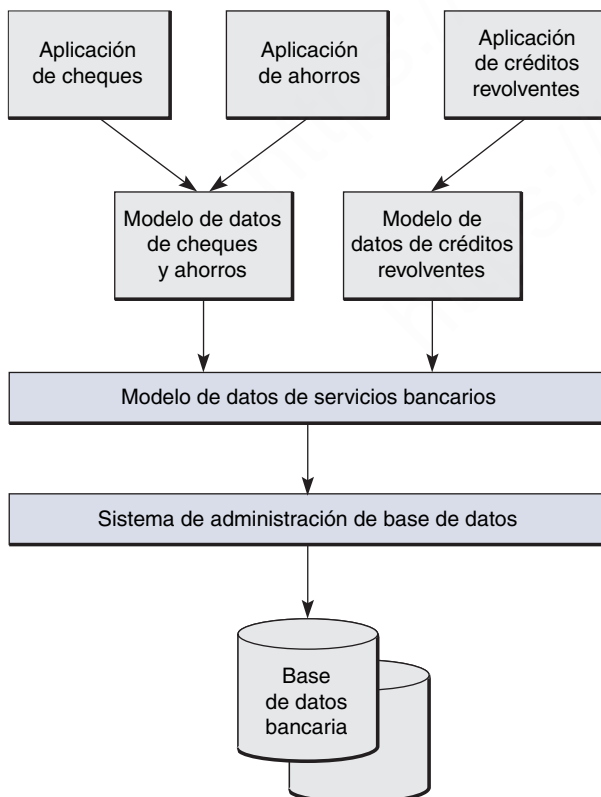 Aplicación
de cheques
Aplicación
de ahorros
Aplicación
de créditos
revolventes
Modelo de datos
de cheques
y ahorros
Modelo de
datos de créditos
revolventes
Modelo de datos de servicios bancarios
Sistema de administración de base de datos
Base
de datos
bancaria